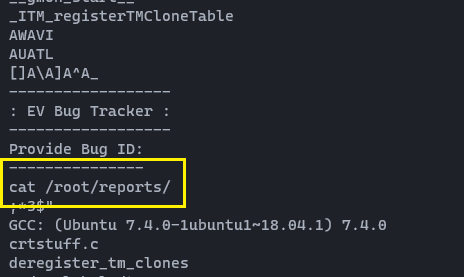 _ITM_registerTMCloneTable
AWAVI
AUATL
[]A\A]A^A_
------------------
: EV Bug Tracker :
------------------
Provide Bug ID:
---------------
cat /root/reports/
;*3$"
GCC: (Ubuntu 7.4.0-1ubuntu1~18.04.1) 7.4.0
crtstuff.c
deregister_tm_clones